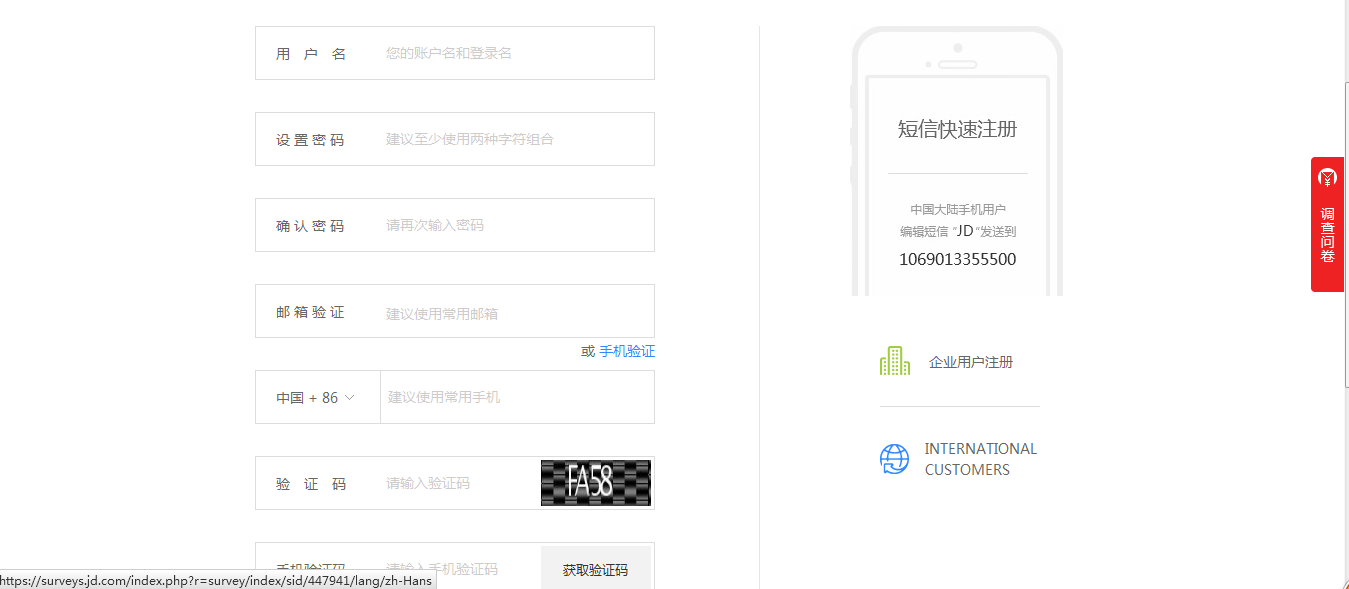 用 户 名 您的账户名和登录名
设 置 密 码 建议至少使用两种字符组合
确 认 密 码 请再次输入密码
邮 箱 验 证 建议使用常用邮箱
或 手机验证
中国 + 86 建议使用常用手机
验 证 码 请输入验证码 FA58
手机验证码 请输入手机验证码 获取验证码
https://surveys.jd.com/index.php?r=survey/index/sid/447941/lang/zh-Hans
短信快速注册
中国大陆手机用户
编辑短信 “JD”发送到
1069013355500
企业用户注册
INTERNATIONAL
CUSTOMERS
调查问卷